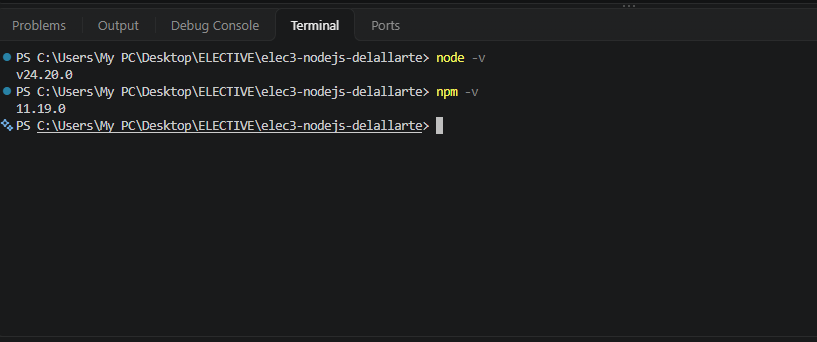 Problems Output Debug Console Terminal Ports
PS C:\Users\My PC\Desktop\ELECTIVE\elec3-nodejs-delallarte> node -v
v24.20.0
PS C:\Users\My PC\Desktop\ELECTIVE\elec3-nodejs-delallarte> npm -v
11.19.0
PS C:\Users\My PC\Desktop\ELECTIVE\elec3-nodejs-delallarte>